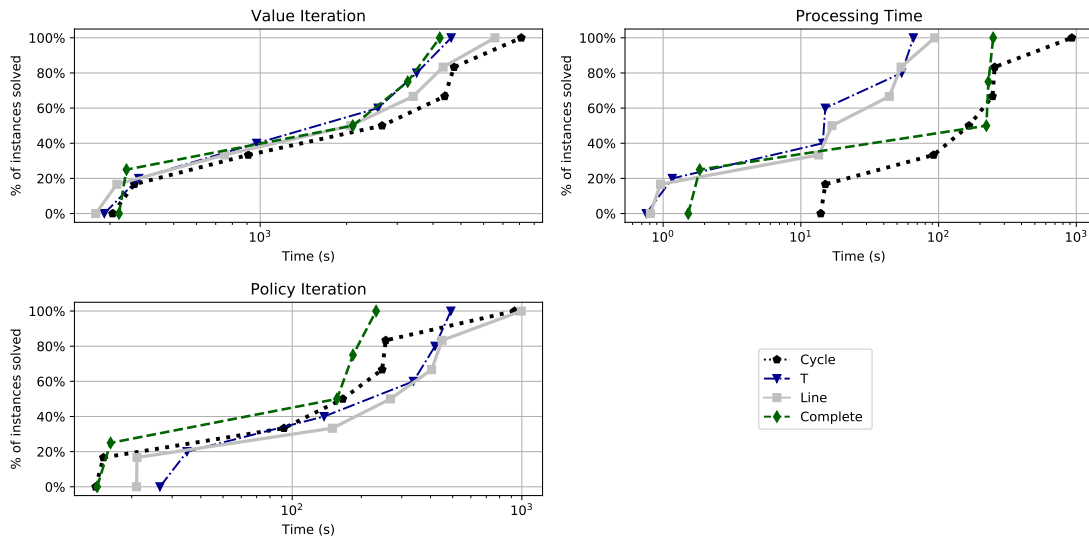 Value Iteration
% of instances solved
100%
80%
60%
40%
20%
0%
10³
Time (s)
Processing Time
% of instances solved
100%
80%
60%
40%
20%
0%
10⁰ 10¹ 10² 10³
Time (s)
Policy Iteration
% of instances solved
100%
80%
60%
40%
20%
0%
10² 10³
Time (s)
Cycle
T
Line
Complete